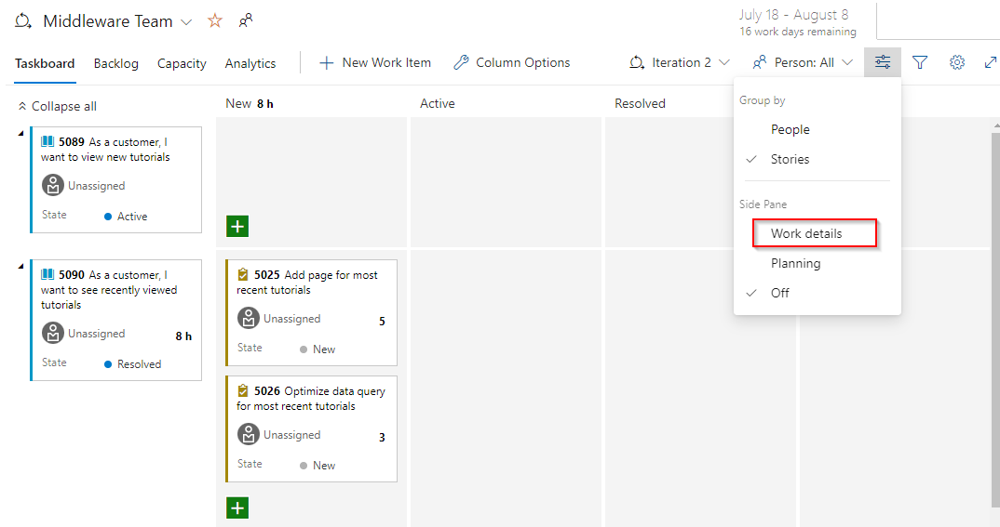 Middleware Team
July 18 - August 8
16 work days remaining
Taskboard Backlog Capacity Analytics New Work Item Column Options Iteration 2 Person: All
Collapse all
New 8 h Active Resolved
Group by
People
Stories
Side Pane
Work details
Planning
Off
5089 As a customer, I
want to view new tutorials
Unassigned
State Active
5090 As a customer, I
want to see recently viewed
tutorials
Unassigned 8 h
State Resolved
5025 Add page for most
recent tutorials
Unassigned 5
State New
5026 Optimize data query
for most recent tutorials
Unassigned 3
State New